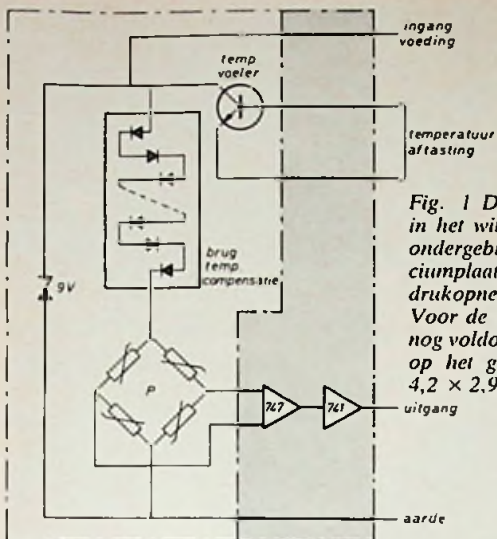 ingang
voeding
temp
voeler
temperatuur
aftasting
brug
temp.
compensatie
9V
P
747
741
uitgang
aarde
Fig. 1 D
in het wi
ondergebr
ciumplaat
drukopne
Voor de
nog voldo
op het g
4,2 × 2,9